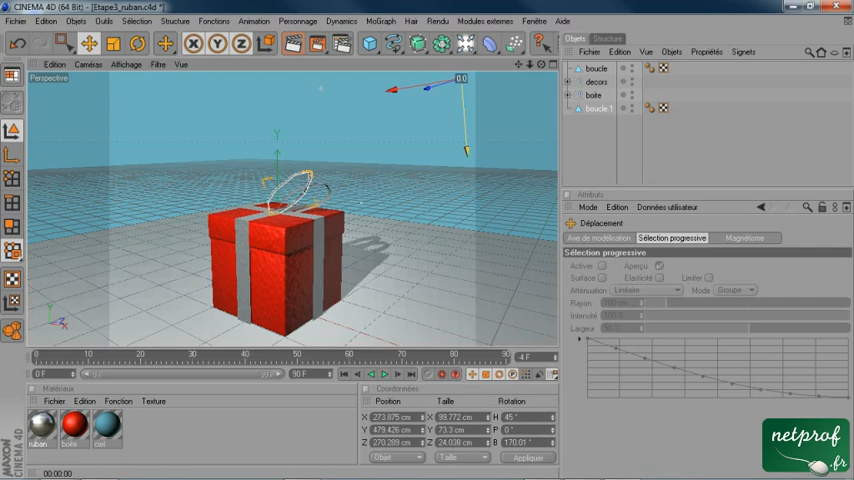 CINEMA 4D (64 Bit) - [Etape3_ruban.c4d *]
Fichier Edition Objets Sélection Structure Fonctions Animation Personnage Dynamics MoGraph Hair Rendu Modules externes Fenêtre Aide
X Y Z
Edition Caméras Affichage Filtre Vue
Perspective
0.0
Y
Y
Z X
0 10 20 30 40 50 60 70 80 90
-4 F
0 F
90 F
Matériaux
Fichier Edition Fonction Texture
ruban boite ciel
MAXON
CINEMA 4D
00:00:00
Coordonnées
Position Taille Rotation
X 273.875 cm X 99.772 cm H 45 °
Y 479.426 cm Y 73.3 cm P 0 °
Z 270.289 cm Z 24.038 cm B 170.01 °
Objet Taille Appliquer
Objets Structure
Fichier Edition Vue Objets Propriétés Signets
boucle
decors
boite
boucle.1
Attributs
Mode Edition Données utilisateur
Déplacement
Axe de modélisation Sélection progressive Magnétisme
Sélection progressive
Activer Aperçu
Surface Elasticité Limiter
Atténuation Linéaire Mode Groupe
Rayon 100 cm
Intensité 100 %
Largeur 50 %
netprof
.fr